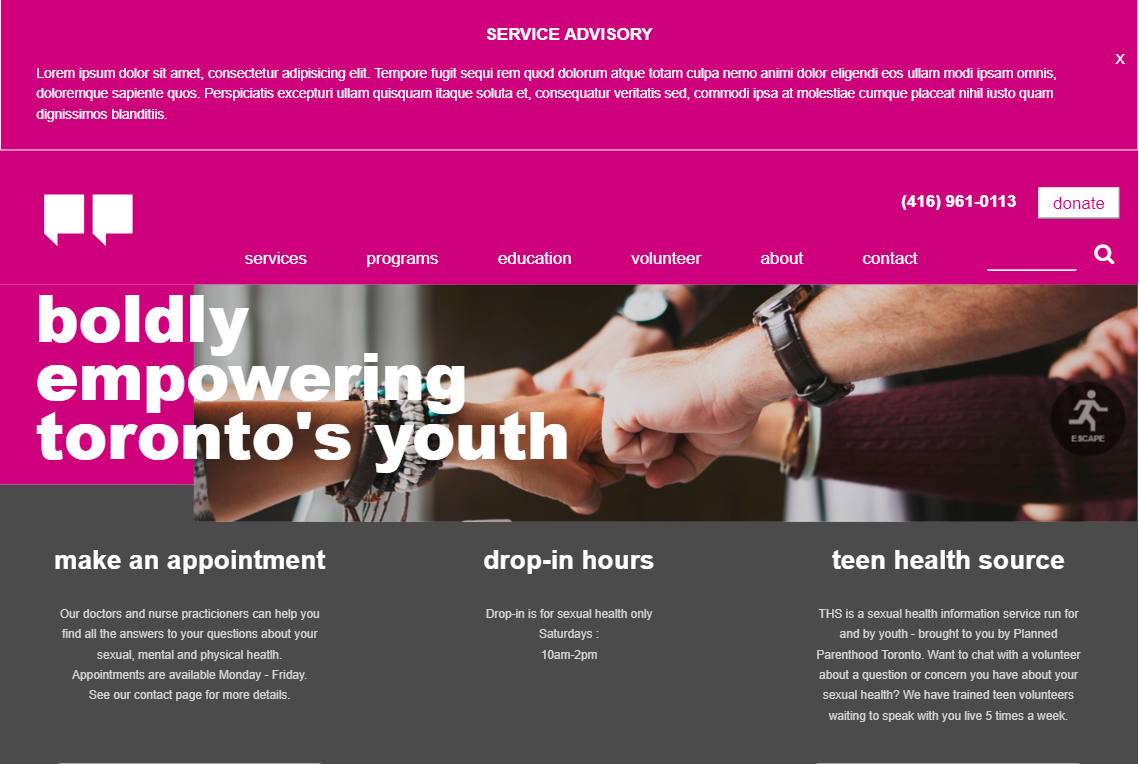 SERVICE ADVISORY
X
Lorem ipsum dolor sit amet, consectetur adipisicing elit. Tempore fugit sequi rem quod dolorum atque totam culpa nemo animi dolor eligendi eos ullam modi ipsam omnis,
doloremque sapiente quos. Perspiciatis excepturi ullam quisquam itaque soluta et, consequatur veritatis sed, commodi ipsa at molestiae cumque placeat nihil iusto quam
dignissimos blanditiis.
(416) 961-0113 donate
services programs education volunteer about contact
boldly
empowering
toronto's youth
ESCAPE
make an appointment
Our doctors and nurse practicioners can help you
find all the answers to your questions about your
sexual, mental and physical heatlh.
Appointments are available Monday - Friday.
See our contact page for more details.
drop-in hours
Drop-in is for sexual health only
Saturdays :
10am-2pm
teen health source
THS is a sexual health information service run for
and by youth - brought to you by Planned
Parenthood Toronto. Want to chat with a volunteer
about a question or concern you have about your
sexual health? We have trained teen volunteers
waiting to speak with you live 5 times a week.